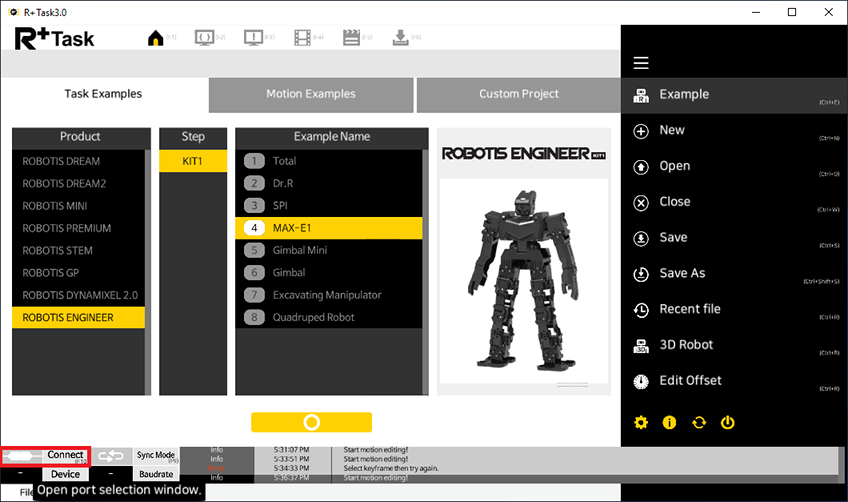 R+Task3.0
R+Task
Task Examples
Motion Examples
Custom Project
Product
ROBOTIS DREAM
ROBOTIS DREAM2
ROBOTIS MINI
ROBOTIS PREMIUM
ROBOTIS STEM
ROBOTIS GP
ROBOTIS DYNAMIXEL 2.0
ROBOTIS ENGINEER
Step
KIT1
Example Name
1 Total
2 Dr.R
3 SPI
4 MAX-E1
5 Gimbal Mini
6 Gimbal
7 Excavating Manipulator
8 Quadruped Robot
ROBOTIS ENGINEER KIT1
Example (Ctrl+E)
New (Ctrl+N)
Open (Ctrl+O)
Close (Ctrl+W)
Save (Ctrl+S)
Save As (Ctrl+Shift+S)
Recent file (Ctrl+R)
3D Robot
Edit Offset
Connect
Sync Mode
- Device - Baudrate
Info 5:31:07 PM Start motion editing!
Info 5:33:51 PM Start motion editing!
5:34:33 PM Select keyframe then try again.
Info 5:36:37 PM Start motion editing!
File
Open port selection window.